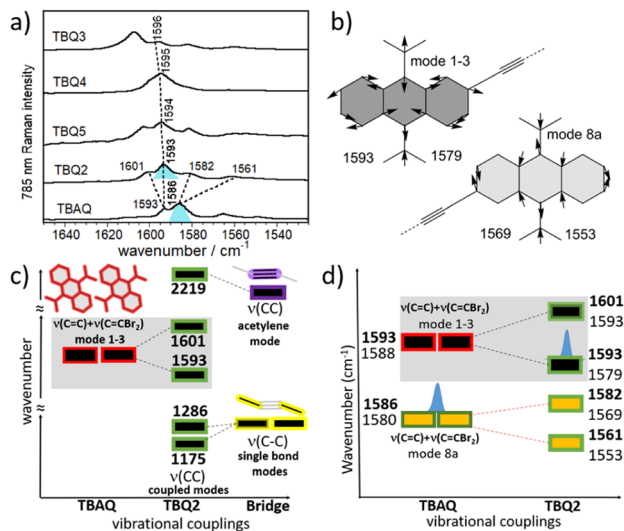 a)
785 nm Raman intensity
TBQ3
TBQ4
TBQ5
TBQ2
TBAQ
1596
1595
1594
1593
1601
1582
1561
1593
1586
1640 1620 1600 1580 1560 1540
wavenumber / cm⁻¹
b)
mode 1-3
1593 1579
mode 8a
1569 1553
c)
wavenumber
ν(C=C)+ν(C=CBr₂)
mode 1-3
2219
ν(CC)
acetylene
mode
1601
1593
1286
1175
ν(CC)
coupled modes
ν(C-C)
single bond
modes
TBAQ TBQ2 Bridge
vibrational couplings
d)
Wavenumber (cm⁻¹)
ν(C=C)+ν(C=CBr₂)
mode 1-3
1593
1588
1601
1593
1593
1579
1586
1580
ν(C=C)+ν(C=CBr₂)
mode 8a
1582
1569
1561
1553
TBAQ TBQ2
vibrational couplings